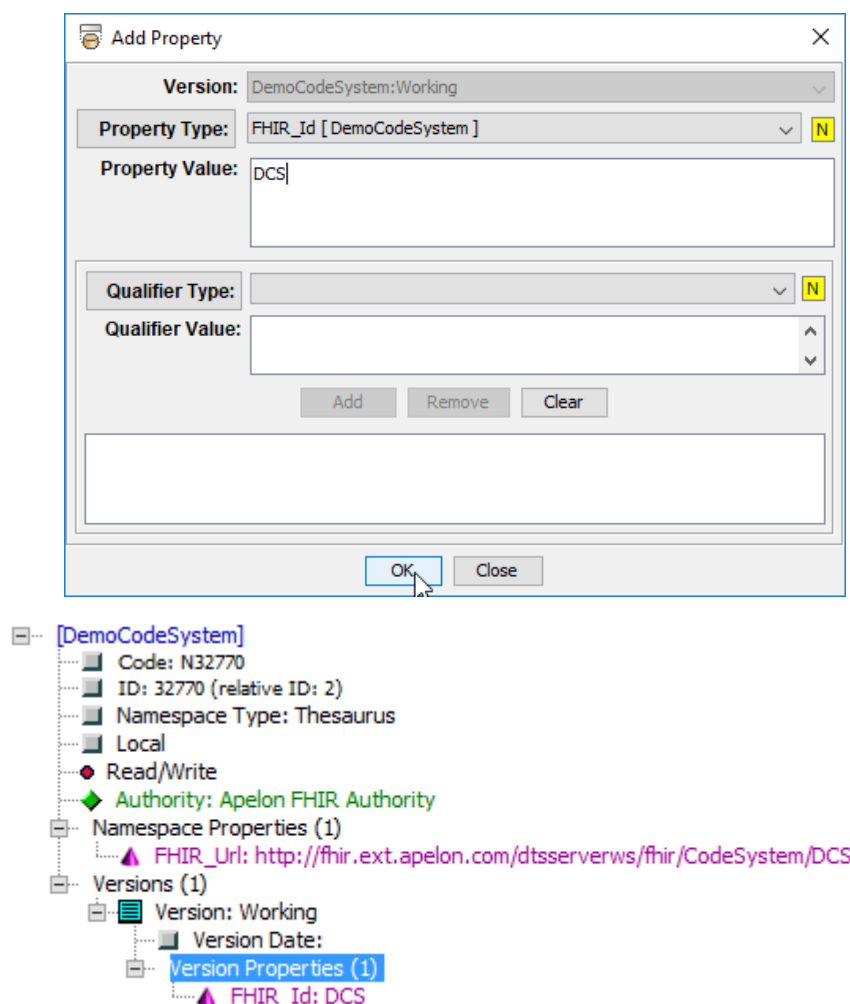 Add Property
Version: DemoCodeSystem:Working
Property Type: FHIR_Id [ DemoCodeSystem ] N
Property Value: DCS
Qualifier Type: N
Qualifier Value:
Add Remove Clear
OK Close
[DemoCodeSystem]
Code: N32770
ID: 32770 (relative ID: 2)
Namespace Type: Thesaurus
Local
Read/Write
Authority: Apelon FHIR Authority
Namespace Properties (1)
FHIR_Url: http://fhir.ext.apelon.com/dtsserverws/fhir/CodeSystem/DCS
Versions (1)
Version: Working
Version Date:
Version Properties (1)
FHIR_Id: DCS